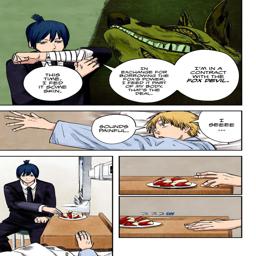 I'M IN A
CONTRACT
WITH THE
FOX DEVIL.
IN
EXCHANGE FOR
BORROWING THE
FOX'S POWER,
I FEED IT PART
OF MY BODY.
THAT'S THE
DEAL.
THIS
TIME,
I FED
IT SOME
SKIN.
I
SEEEE
...
SOUNDS
PAINFUL.